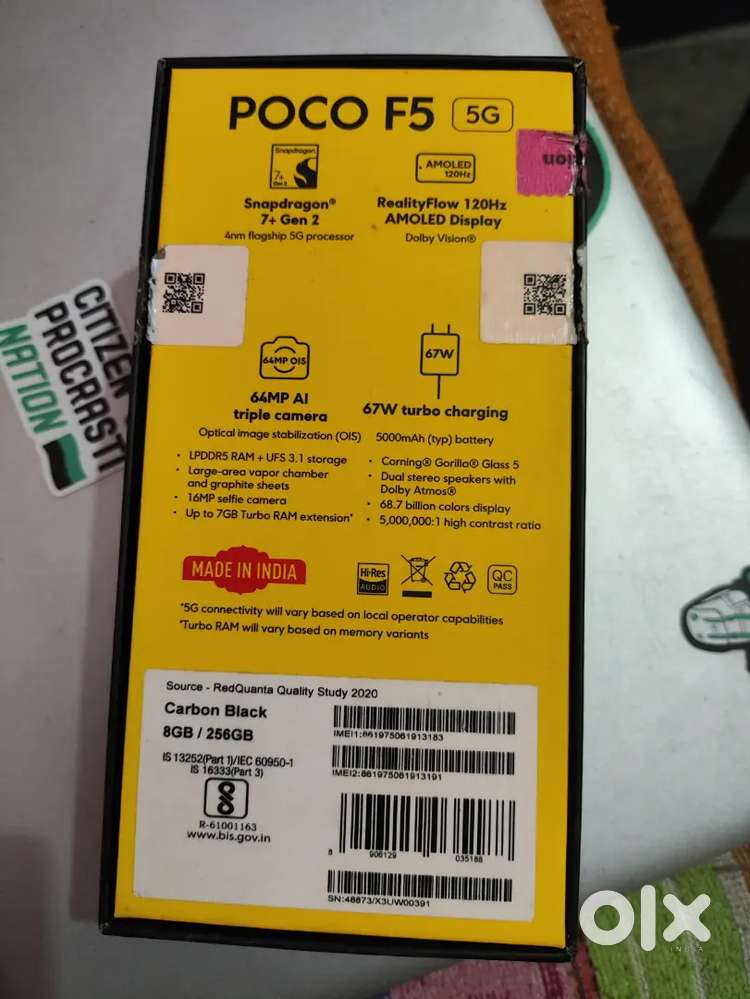 POCO F5 5G
Snapdragon
7+
Gen 2
AMOLED
120Hz
Snapdragon®
7+ Gen 2
4nm flagship 5G processor
RealityFlow 120Hz
AMOLED Display
Dolby Vision®
64MP OIS
67W
64MP AI
triple camera
Optical image stabilization (OIS)
67W turbo charging
5000mAh (typ) battery
• LPDDR5 RAM + UFS 3.1 storage
• Large-area vapor chamber
and graphite sheets
• 16MP selfie camera
• Up to 7GB Turbo RAM extension*
• Corning® Gorilla® Glass 5
• Dual stereo speakers with
Dolby Atmos®
• 68.7 billion colors display
• 5,000,000:1 high contrast ratio
MADE IN INDIA
Hi-Res
AUDIO
QC
PASS
*5G connectivity will vary based on local operator capabilities
*Turbo RAM will vary based on memory variants
Source - RedQuanta Quality Study 2020
Carbon Black
8GB / 256GB
IS 13252(Part 1)/IEC 60950-1
IS 16333(Part 3)
R-61001163
www.bis.gov.in
IMEI1:861975061913183
IMEI2:861975061913191
8 906129 035188
SN:48673/X3UW00391
CITIZEN
PROCRASTI
NATION
olx
INDIA